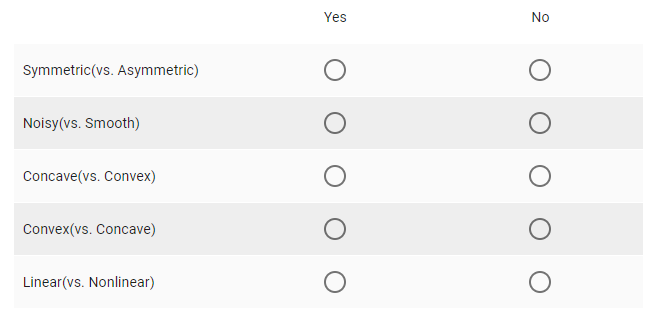 Yes No
Symmetric(vs. Asymmetric)
Noisy(vs. Smooth)
Concave(vs. Convex)
Convex(vs. Concave)
Linear(vs. Nonlinear)